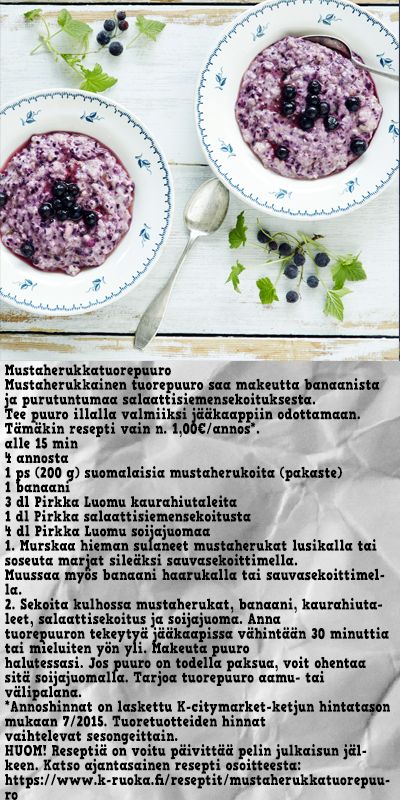 Mustaherukkatuorepuuro
Mustaherukkainen tuorepuuro saa makeutta banaanista
ja purutuntumaa salaattisiemensekoituksesta.
Tee puuro illalla valmiiksi jääkaappiin odottamaan.
Tämäkin resepti vain n. 1,00€/annos*.
alle 15 min
4 annosta
1 ps (200 g) suomalaisia mustaherukoita (pakaste)
1 banaani
3 dl Pirkka Luomu kaurahiutaleita
1 dl Pirkka salaattisiemensekoitusta
4 dl Pirkka Luomu soijajuomaa
1. Murskaa hieman sulaneet mustaherukat lusikalla tai
soseuta marjat sileäksi sauvasekoittimella.
Muussaa myös banaani haarukalla tai sauvasekoittimel-
la.
2. Sekoita kulhossa mustaherukat, banaani, kaurahiuta-
leet, salaattisekoitus ja soijajuoma. Anna
tuorepuuron tekeytyä jääkaapissa vähintään 30 minuttia
tai mieluiten yön yli. Makeuta puuro
halutessasi. Jos puuro on todella paksua, voit ohentaa
sitä soijajuomalla. Tarjoa tuorepuuro aamu- tai
välipalana.
*Annoshinnat on laskettu K-citymarket-ketjun hintatason
mukaan 7/2015. Tuoretuotteiden hinnat
vaihtelevat sesongeittain.
HUOM! Reseptiä on voitu päivittää pelin julkaisun jäl-
keen. Katso ajantasainen resepti osoitteesta:
https://www.k-ruoka.fi/reseptit/mustaherukkatuorepuu-
ro